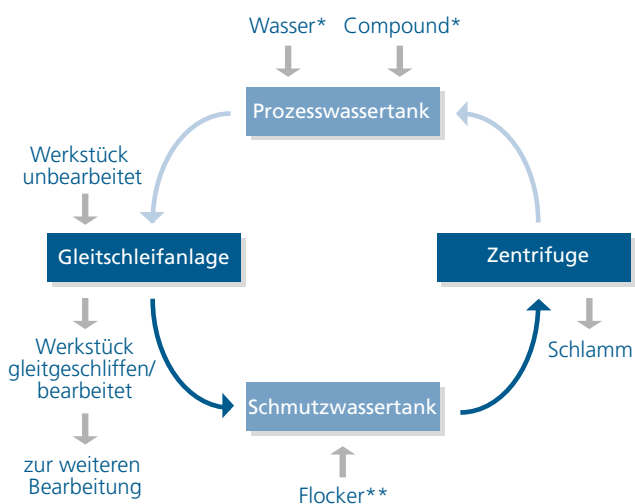 Wasser* Compound*
Prozesswassertank
Werkstück
unbearbeitet
Gleitschleifanlage
Zentrifuge
Werkstück
gleitgeschliffen/
bearbeitet
Schlamm
Schmutzwassertank
zur weiteren
Bearbeitung
Flocker**